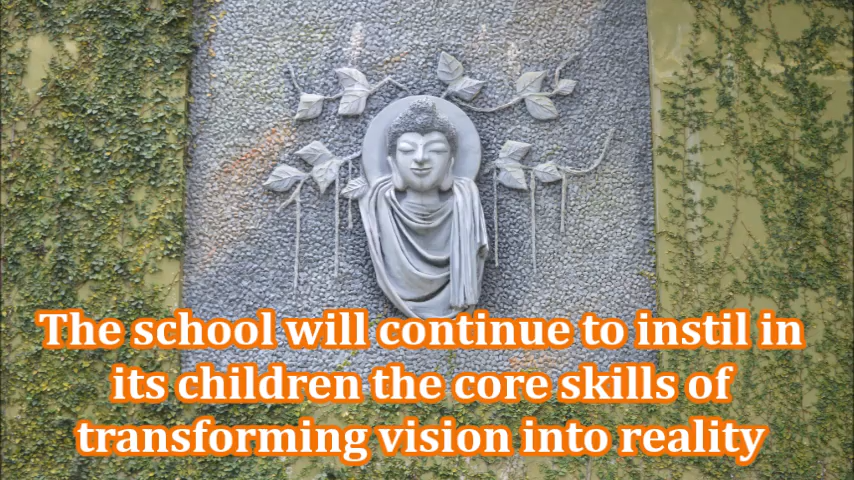 The school will continue to instil in
its children the core skills of
transforming vision into reality